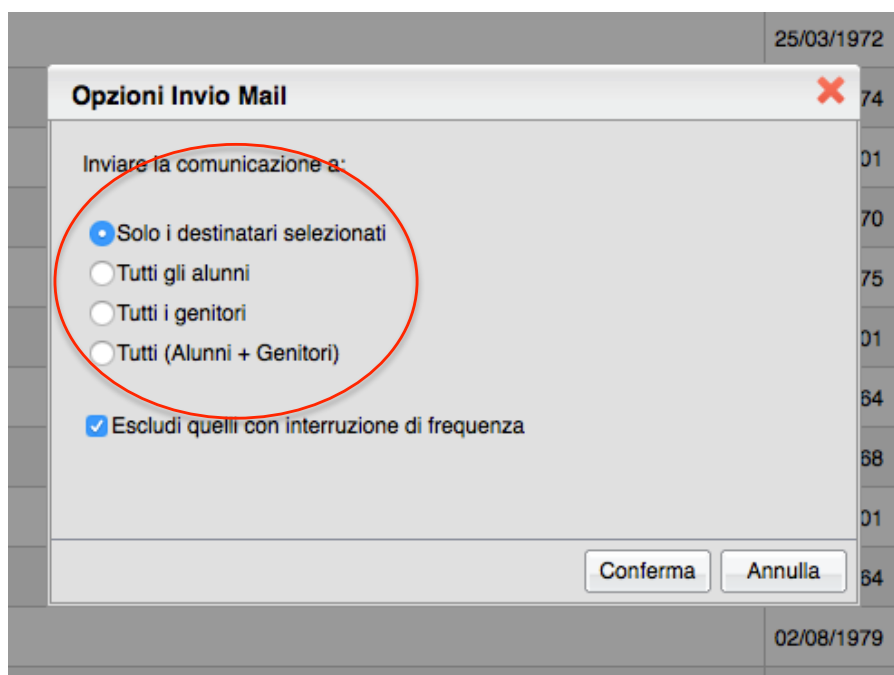 25/03/1972
Opzioni Invio Mail
74
Inviare la comunicazione a:
01
70
Solo i destinatari selezionati
Tutti gli alunni
75
Tutti i genitori
01
Tutti (Alunni + Genitori)
64
Escludi quelli con interruzione di frequenza
68
01
Conferma
Annulla
64
02/08/1979